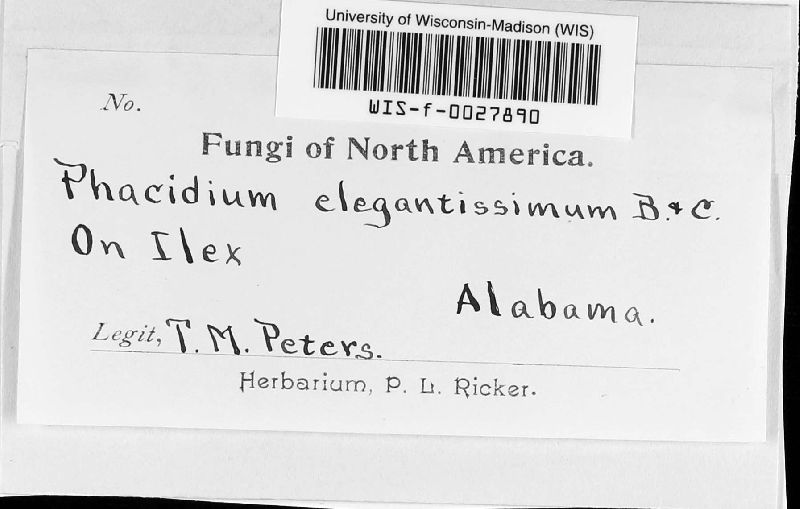 University of Wisconsin-Madison (WIS)
WIS-f-0027890
No.
Fungi of North America.
Phacidium elegantissimum B. & C.
On Ilex
Alabama.
Legit, T. M. Peters.
Herbarium, P. L. Ricker.